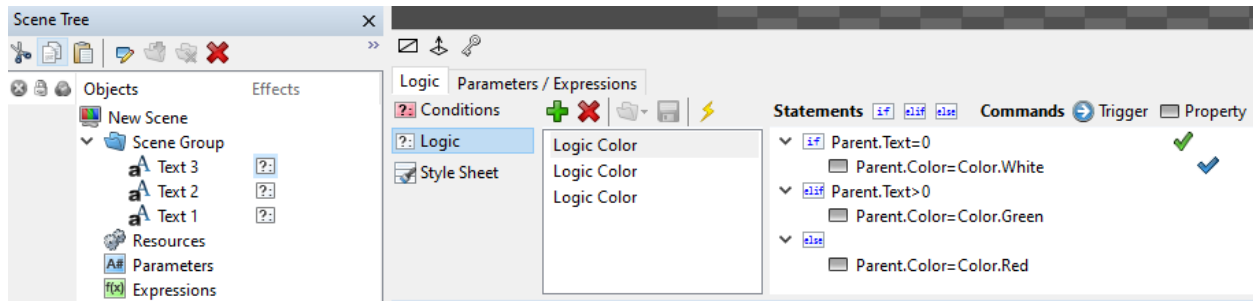 Scene Tree
Objects Effects
New Scene
Scene Group
Text 3
Text 2
Text 1
Resources
Parameters
Expressions
Logic Parameters / Expressions
Conditions
Logic
Style Sheet
Logic Color
Logic Color
Logic Color
Statements if elif else Commands Trigger Property
if Parent.Text=0
Parent.Color=Color.White
elif Parent.Text>0
Parent.Color=Color.Green
else
Parent.Color=Color.Red